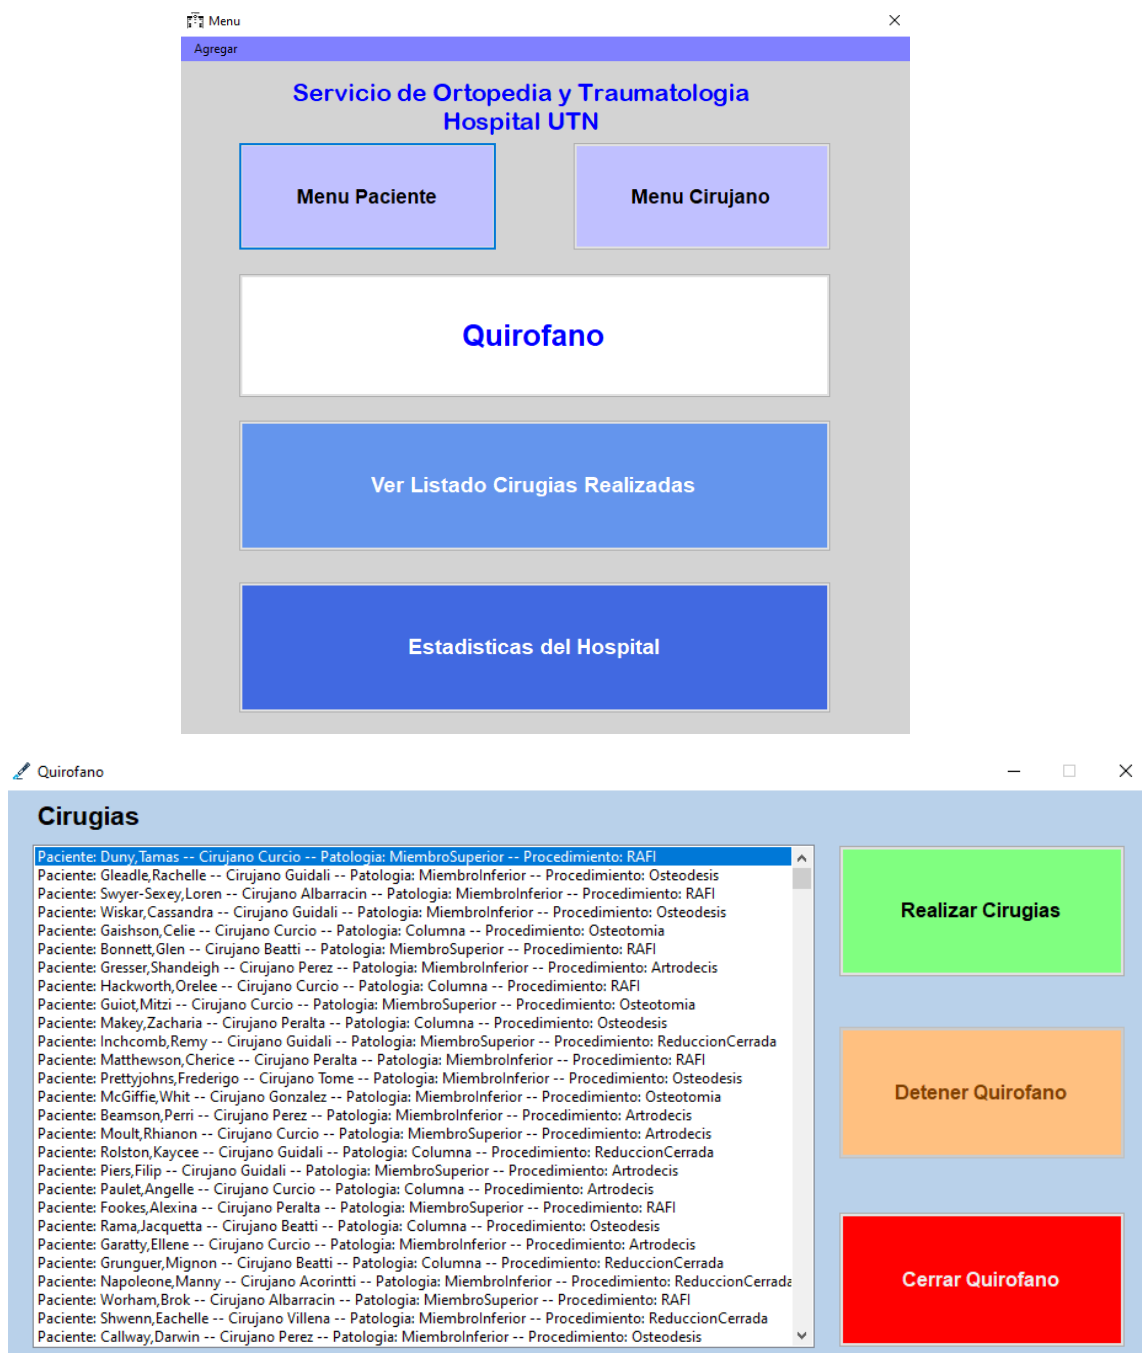 Menu
Agregar
Servicio de Ortopedia y Traumatologia
Hospital UTN
Menu Paciente
Menu Cirujano
Quirofano
Ver Listado Cirugias Realizadas
Estadisticas del Hospital
Quirofano
Cirugias
Paciente: Duny,Tamas -- Cirujano Curcio -- Patologia: MiembroSuperior -- Procedimiento: RAFI
Paciente: Gleadle,Rachelle -- Cirujano Guidali -- Patologia: MiembroInferior -- Procedimiento: Osteodesis
Paciente: Swyer-Sexey,Loren -- Cirujano Albarracin -- Patologia: MiembroInferior -- Procedimiento: RAFI
Paciente: Wiskar,Cassandra -- Cirujano Guidali -- Patologia: MiembroInferior -- Procedimiento: Osteodesis
Paciente: Gaishson,Celie -- Cirujano Curcio -- Patologia: Columna -- Procedimiento: Osteotomia
Paciente: Bonnett,Glen -- Cirujano Beatti -- Patologia: MiembroSuperior -- Procedimiento: RAFI
Paciente: Gresser,Shandeigh -- Cirujano Perez -- Patologia: MiembroInferior -- Procedimiento: Artrodecis
Paciente: Hackworth,Orelee -- Cirujano Curcio -- Patologia: Columna -- Procedimiento: RAFI
Paciente: Guiot,Mitzi -- Cirujano Curcio -- Patologia: MiembroSuperior -- Procedimiento: Osteotomia
Paciente: Makey,Zacharia -- Cirujano Peralta -- Patologia: Columna -- Procedimiento: Osteodesis
Paciente: Inchcomb,Remy -- Cirujano Guidali -- Patologia: MiembroSuperior -- Procedimiento: ReduccionCerrada
Paciente: Matthewson,Cherice -- Cirujano Peralta -- Patologia: MiembroInferior -- Procedimiento: RAFI
Paciente: Prettyjohns,Frederigo -- Cirujano Tome -- Patologia: MiembroInferior -- Procedimiento: Osteodesis
Paciente: McGiffie,Whit -- Cirujano Gonzalez -- Patologia: MiembroInferior -- Procedimiento: Osteotomia
Paciente: Beamson,Perri -- Cirujano Perez -- Patologia: MiembroInferior -- Procedimiento: Artrodecis
Paciente: Moult,Rhianon -- Cirujano Curcio -- Patologia: MiembroSuperior -- Procedimiento: Artrodecis
Paciente: Rolston,Kaycee -- Cirujano Guidali -- Patologia: Columna -- Procedimiento: ReduccionCerrada
Paciente: Piers,Filip -- Cirujano Guidali -- Patologia: MiembroSuperior -- Procedimiento: Artrodecis
Paciente: Paulet,Angelle -- Cirujano Curcio -- Patologia: Columna -- Procedimiento: Artrodecis
Paciente: Fookes,Alexina -- Cirujano Peralta -- Patologia: MiembroSuperior -- Procedimiento: RAFI
Paciente: Rama,Jacquetta -- Cirujano Beatti -- Patologia: Columna -- Procedimiento: Osteodesis
Paciente: Garatty,Ellene -- Cirujano Curcio -- Patologia: MiembroInferior -- Procedimiento: Artrodecis
Paciente: Grunguer,Mignon -- Cirujano Beatti -- Patologia: Columna -- Procedimiento: ReduccionCerrada
Paciente: Napoleone,Manny -- Cirujano Acorintti -- Patologia: MiembroInferior -- Procedimiento: ReduccionCerrada
Paciente: Worham,Brok -- Cirujano Albarracin -- Patologia: MiembroSuperior -- Procedimiento: RAFI
Paciente: Shwenn,Eachelle -- Cirujano Villena -- Patologia: MiembroInferior -- Procedimiento: ReduccionCerrada
Paciente: Callway,Darwin -- Cirujano Perez -- Patologia: MiembroInferior -- Procedimiento: Osteodesis
Realizar Cirugias
Detener Quirofano
Cerrar Quirofano